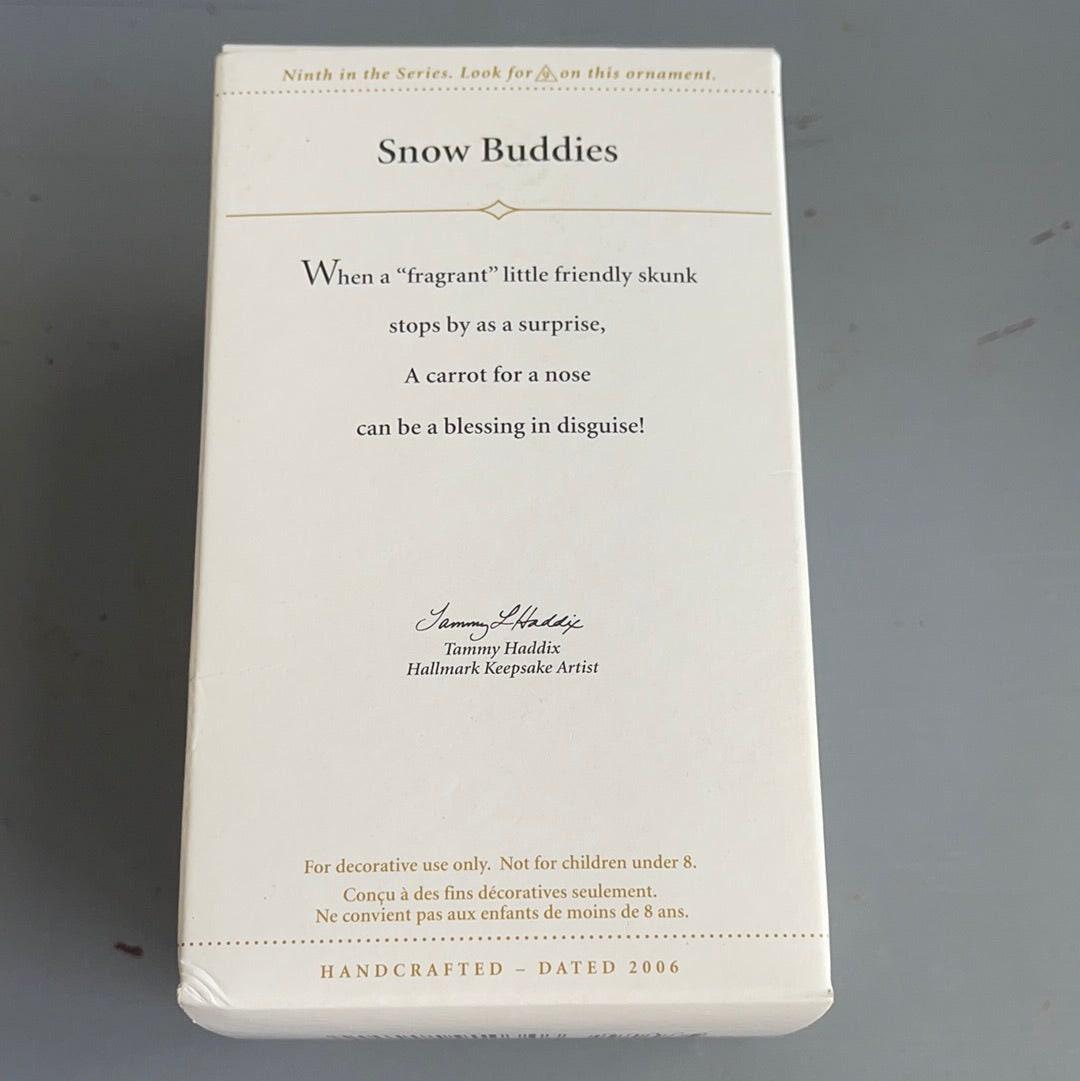 Ninth in the Series. Look for 9 on this ornament.
Snow Buddies
When a “fragrant” little friendly skunk
stops by as a surprise,
A carrot for a nose
can be a blessing in disguise!
Tammy L Haddix
Tammy Haddix
Hallmark Keepsake Artist
For decorative use only. Not for children under 8.
Conçu à des fins décoratives seulement.
Ne convient pas aux enfants de moins de 8 ans.
HANDCRAFTED – DATED 2006